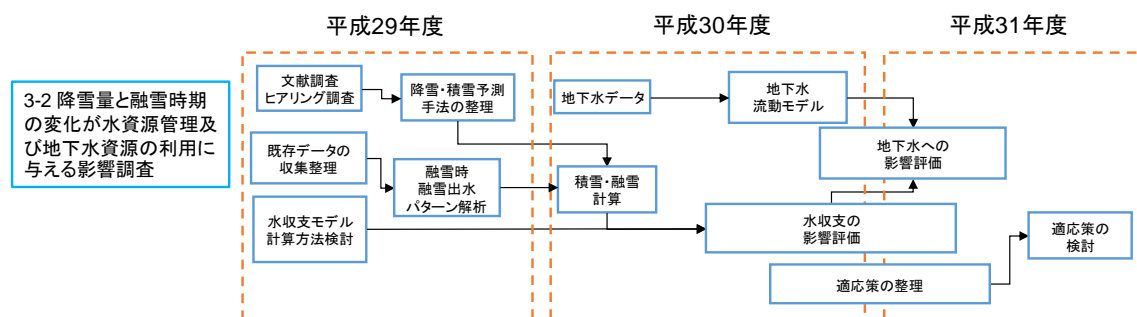 平成29年度
平成30年度
平成31年度
3-2 降雪量と融雪時期
の変化が水資源管理及
び地下水資源の利用に
与える影響調査
文献調査
ヒアリング調査
降雪・積雪予測
手法の整理
既存データの
収集整理
融雪時
融雪出水
パターン解析
水収支モデル
計算方法検討
地下水データ
地下水
流動モデル
積雪・融雪
計算
地下水への
影響評価
水収支の
影響評価
適応策の整理
適応策の
検討